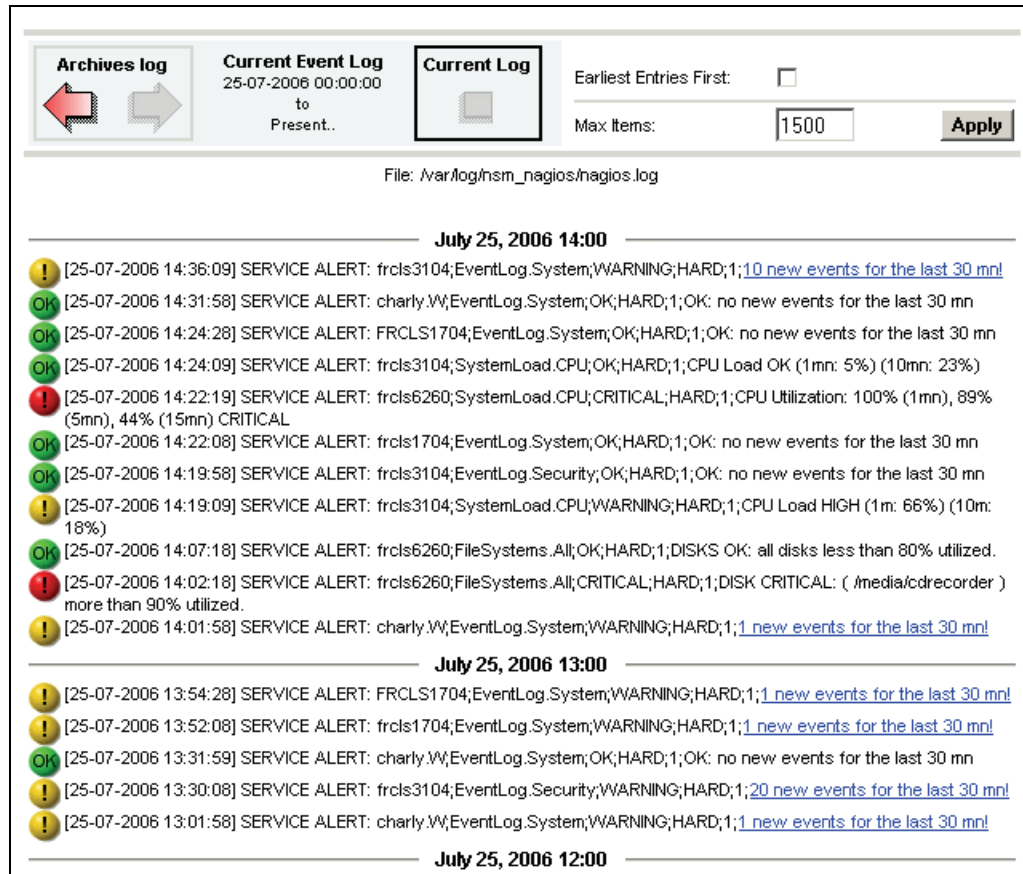 Archives log
Current Event Log
25-07-2006 00:00:00
to
Present..
Current Log
Earliest Entries First:
Max Items:
1500
Apply
File: /var/log/nsm_nagios/nagios.log
July 25, 2006 14:00
! [25-07-2006 14:36:09] SERVICE ALERT: frcls3104;EventLog.System;WARNING;HARD;1;10 new events for the last 30 mn!
OK [25-07-2006 14:31:58] SERVICE ALERT: charly.W;EventLog.System;OK;HARD;1;OK: no new events for the last 30 mn
OK [25-07-2006 14:24:28] SERVICE ALERT: FRCLS1704;EventLog.System;OK;HARD;1;OK: no new events for the last 30 mn
OK [25-07-2006 14:24:09] SERVICE ALERT: frcls3104;SystemLoad.CPU;OK;HARD;1;CPU Load OK (1mn: 5%) (10mn: 23%)
! [25-07-2006 14:22:19] SERVICE ALERT: frcls6260;SystemLoad.CPU;CRITICAL;HARD;1;CPU Utilization: 100% (1mn), 89%
(5mn), 44% (15mn) CRITICAL
OK [25-07-2006 14:22:08] SERVICE ALERT: frcls1704;EventLog.System;OK;HARD;1;OK: no new events for the last 30 mn
OK [25-07-2006 14:19:58] SERVICE ALERT: frcls3104;EventLog.Security;OK;HARD;1;OK: no new events for the last 30 mn
! [25-07-2006 14:19:09] SERVICE ALERT: frcls3104;SystemLoad.CPU;WARNING;HARD;1;CPU Load HIGH (1m: 66%) (10m:
18%)
OK [25-07-2006 14:07:18] SERVICE ALERT: frcls6260;FileSystems.All;OK;HARD;1;DISKS OK: all disks less than 80% utilized.
! [25-07-2006 14:02:18] SERVICE ALERT: frcls6260;FileSystems.All;CRITICAL;HARD;1;DISK CRITICAL: ( /media/cdrecorder )
more than 90% utilized.
! [25-07-2006 14:01:58] SERVICE ALERT: charly.W;EventLog.System;WARNING;HARD;1;1 new events for the last 30 mn!
July 25, 2006 13:00
! [25-07-2006 13:54:28] SERVICE ALERT: FRCLS1704;EventLog.System;WARNING;HARD;1;1 new events for the last 30 mn!
! [25-07-2006 13:52:08] SERVICE ALERT: frcls1704;EventLog.System;WARNING;HARD;1;1 new events for the last 30 mn!
OK [25-07-2006 13:31:59] SERVICE ALERT: charly.W;EventLog.System;OK;HARD;1;OK: no new events for the last 30 mn
! [25-07-2006 13:30:08] SERVICE ALERT: frcls3104;EventLog.Security;WARNING;HARD;1;20 new events for the last 30 mn!
! [25-07-2006 13:01:58] SERVICE ALERT: charly.W;EventLog.System;WARNING;HARD;1;1 new events for the last 30 mn!
July 25, 2006 12:00